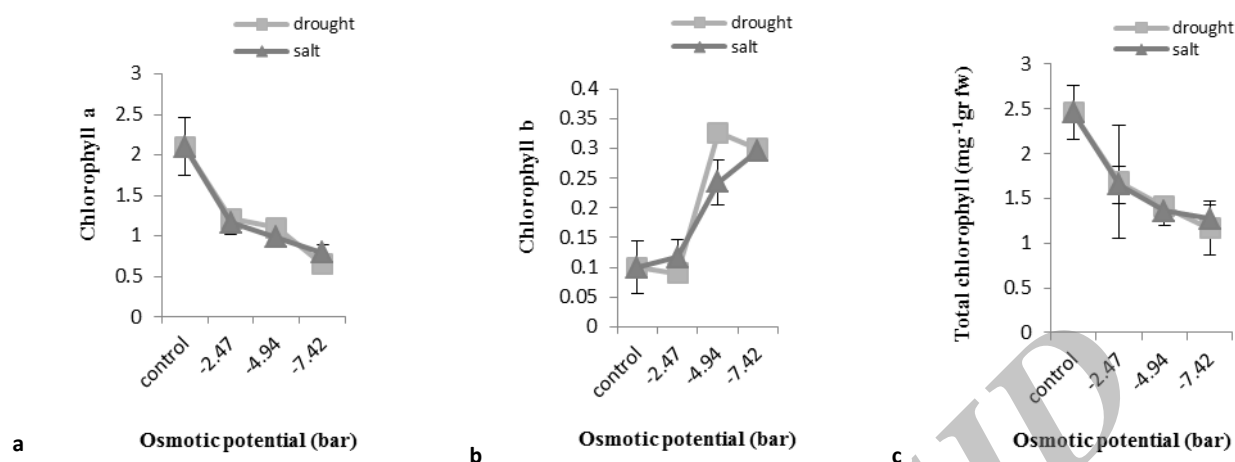 drought
salt
Chlorophyll a
3
2.5
2
1.5
1
0.5
0
control
-2.47
-4.94
-7.42
Osmotic potential (bar)
a
drought
salt
Chlorophyll b
0.4
0.35
0.3
0.25
0.2
0.15
0.1
0.05
0
control
-2.47
-4.94
-7.42
Osmotic potential (bar)
b
drought
salt
Total chlorophyll (mg -1gr fw)
3
2.5
2
1.5
1
0.5
0
control
-2.47
-4.94
-7.42
Osmotic potential (bar)
c